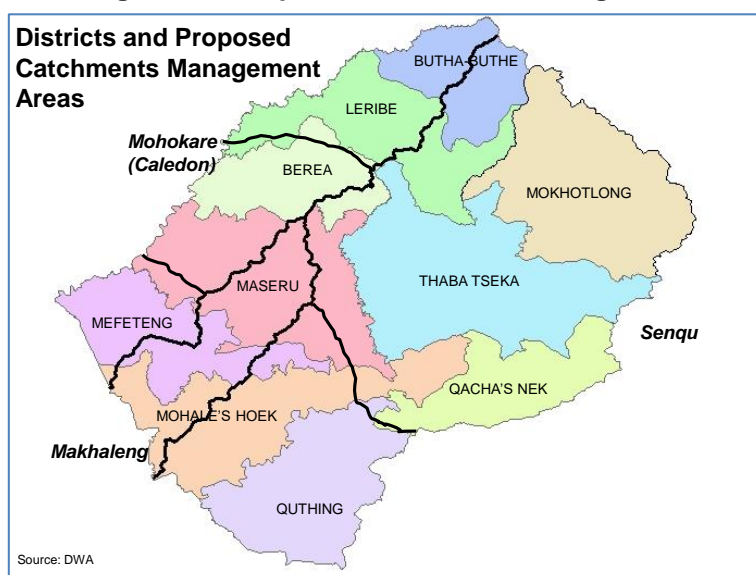 Districts and Proposed
Catchments Management
Areas
BUTHA-BUTHE
LERIBE
Mohokare
(Caledon)
BEREA
MOKHOTLONG
THABA TSEKA
MASERU
MEFETENG
Senqu
QACHA'S NEK
MOHALE'S HOEK
Makhaleng
QUTHING
Source: DWA